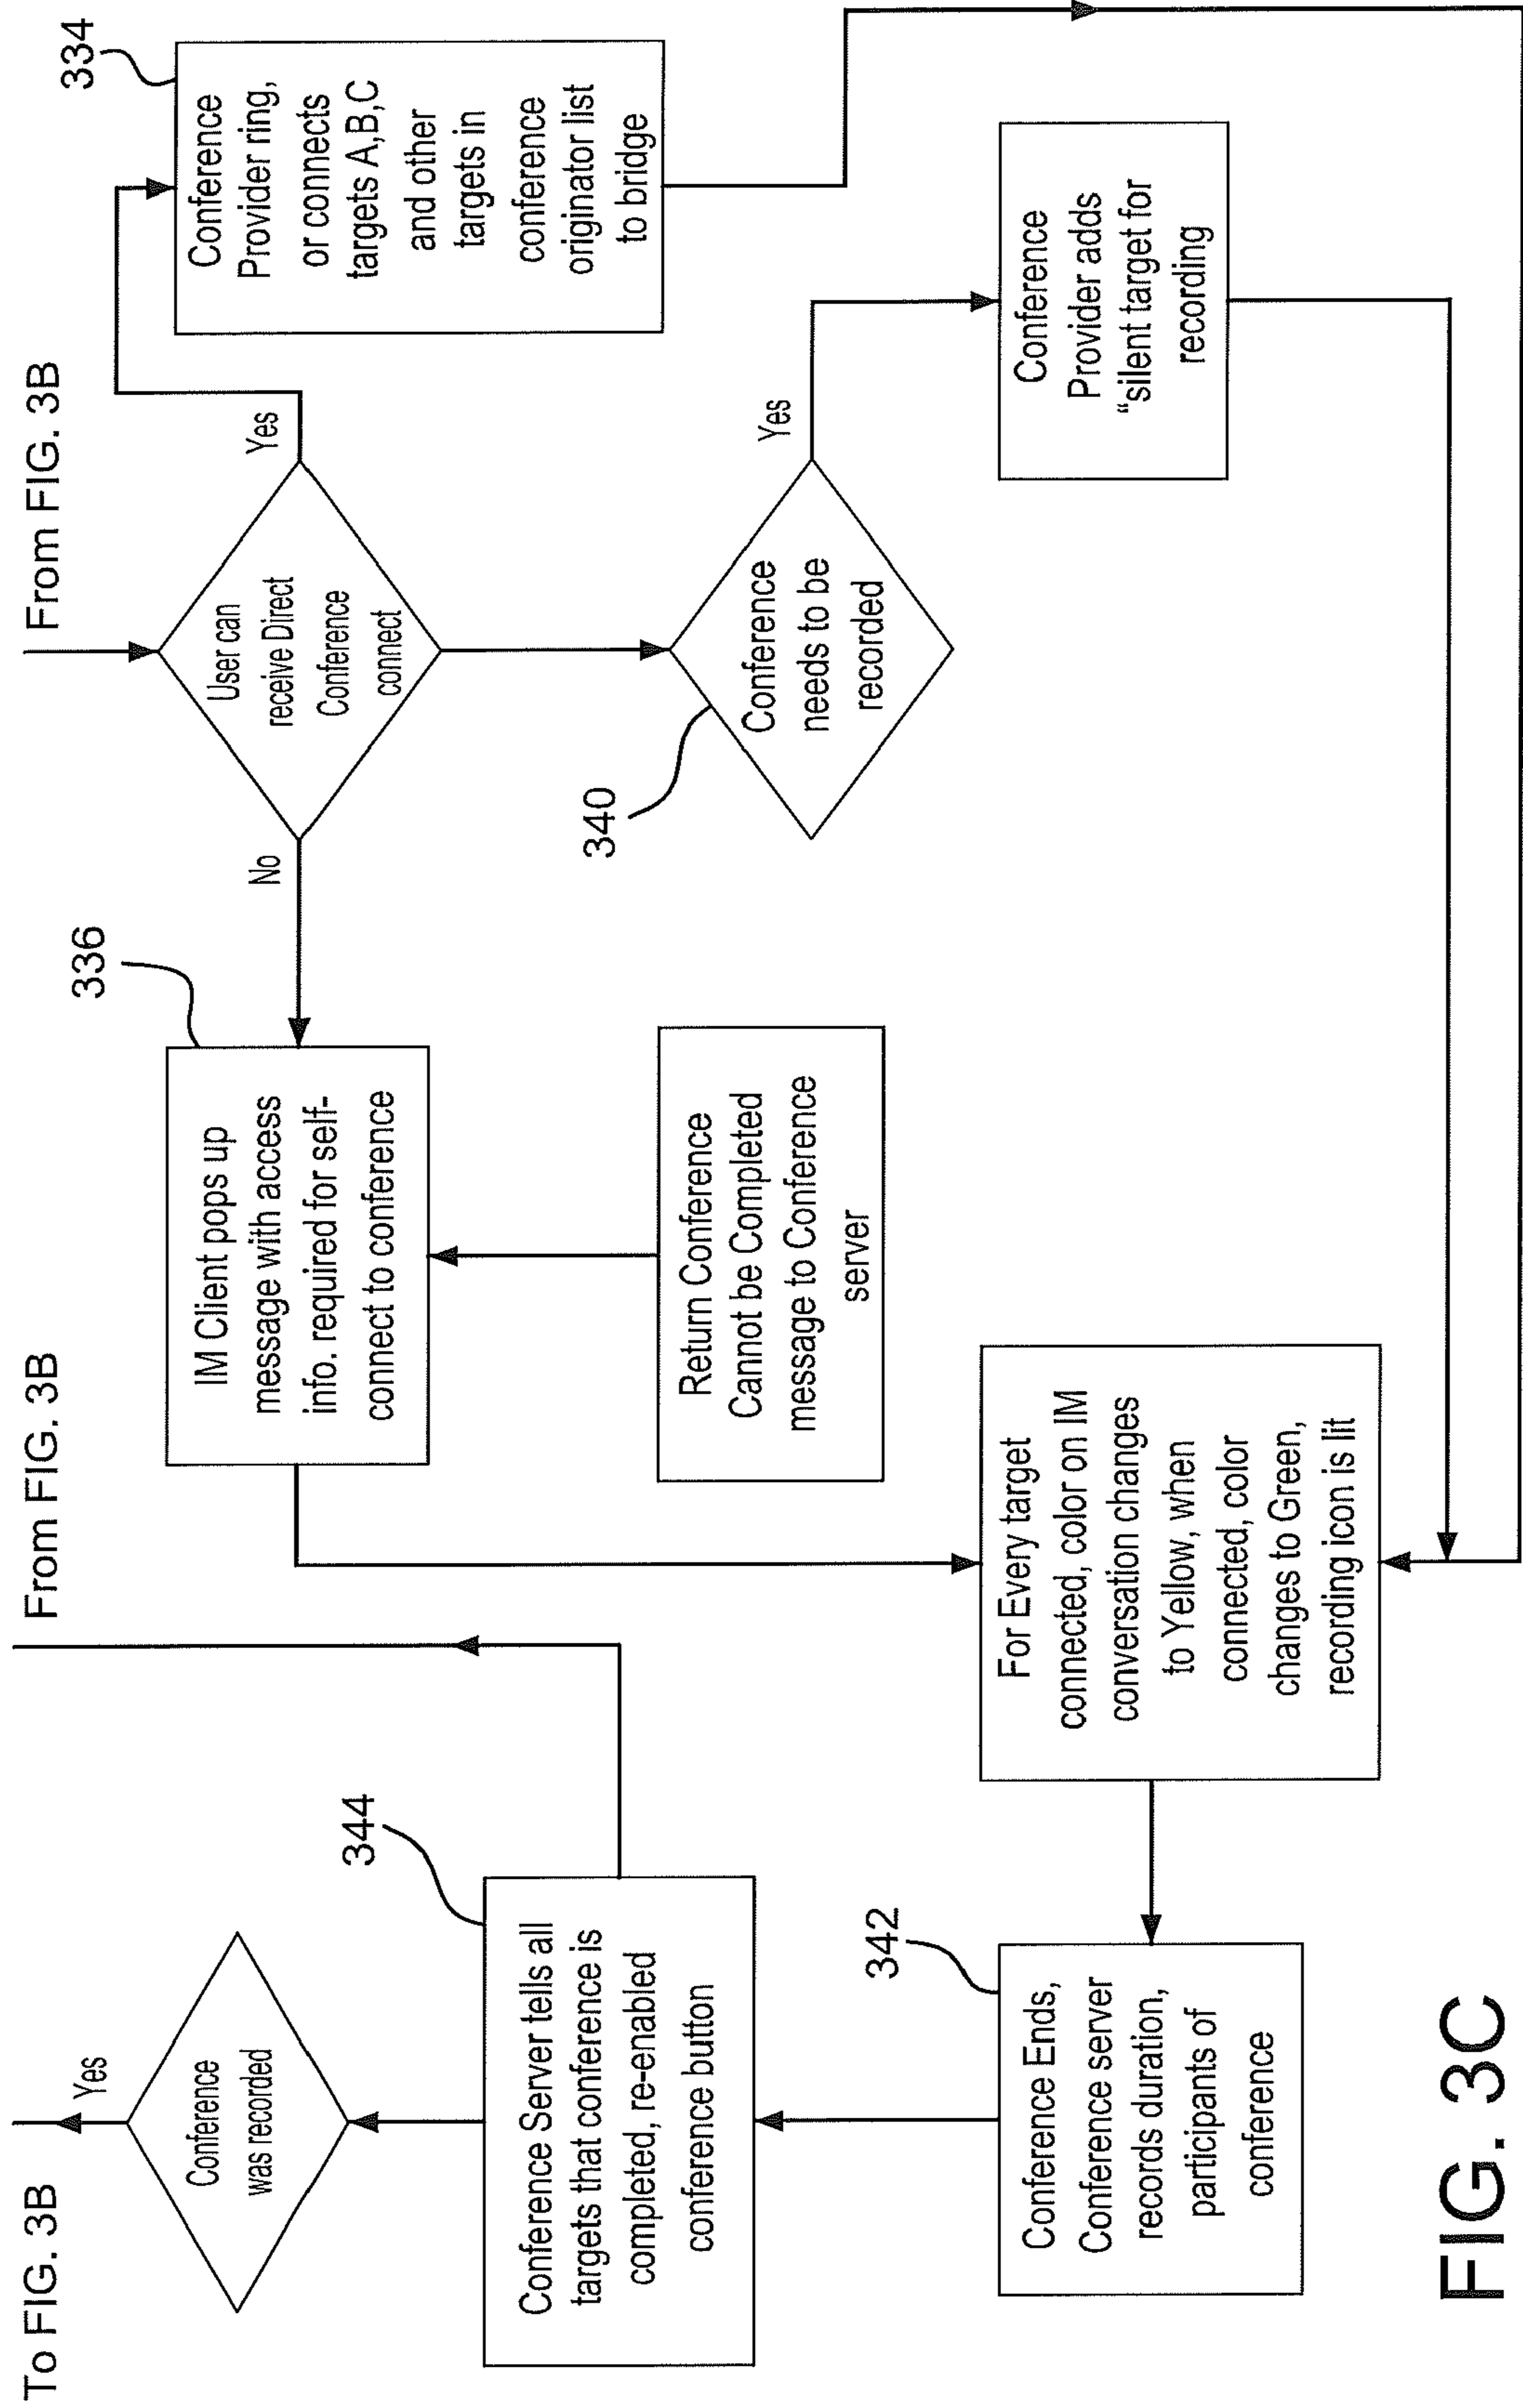 To FIG. 3B
From FIG. 3B
From FIG. 3B
Yes
Conference
was recorded
344
Conference Server tells all
targets that conference is
completed, re-enabled
conference button
342
Conference Ends,
Conference server
records duration,
participants of
conference
336
IM Client pops up
message with access
info. required for self-
connect to conference
Return Conference
Cannot be Completed
message to Conference
server
For Every target
connected, color on IM
conversation changes
to Yellow, when
connected, color
changes to Green,
recording icon is lit
No
User can
receive Direct
Conference
connect
Yes
334
Conference
Provider ring,
or connects
targets A,B,C
and other
targets in
conference
originator list
to bridge
340
Conference
needs to be
recorded
Yes
Conference
Provider adds
“silent target for
recording
FIG. 3C